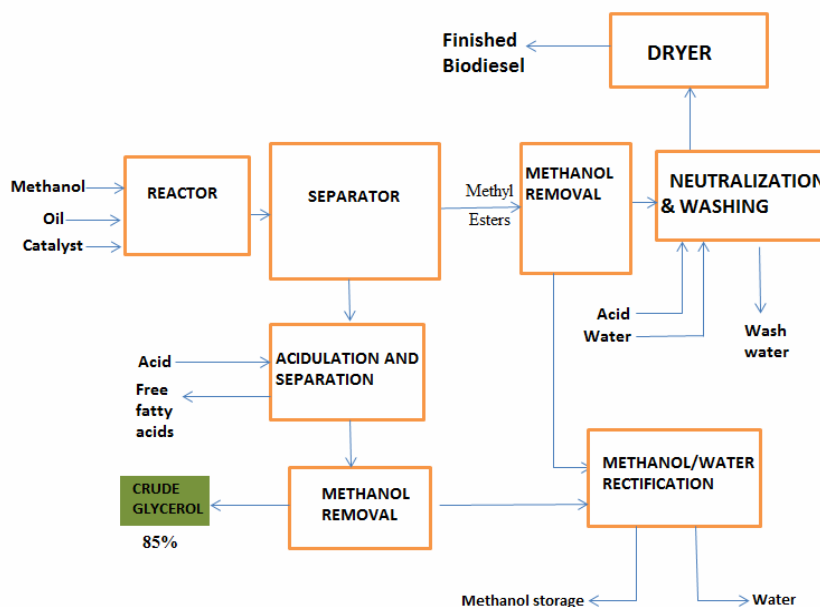 Finished
Biodiesel
DRYER
Methanol
Oil
Catalyst
REACTOR
SEPARATOR
Methyl
Esters
METHANOL
REMOVAL
NEUTRALIZATION
& WASHING
Acid
Water
Wash
water
Acid
Free
fatty
acids
ACIDULATION AND
SEPARATION
CRUDE
GLYCEROL
85%
METHANOL
REMOVAL
METHANOL/WATER
RECTIFICATION
Methanol storage
Water